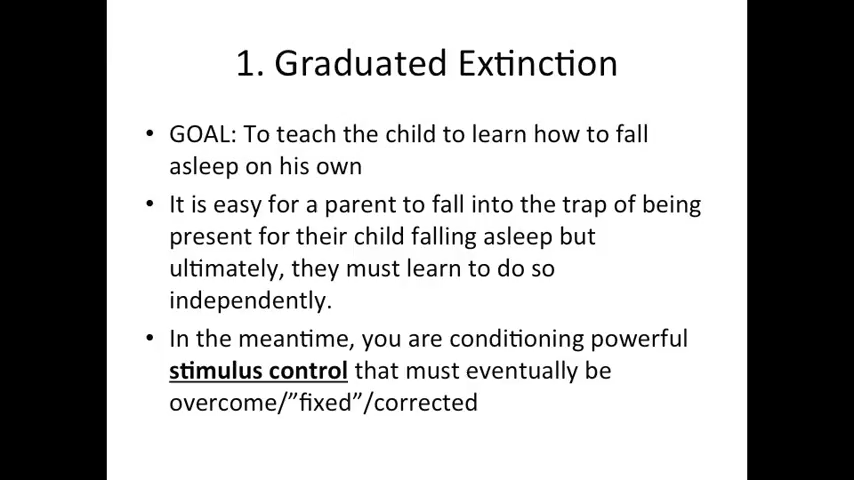 1. Graduated Extinction
• GOAL: To teach the child to learn how to fall
asleep on his own
• It is easy for a parent to fall into the trap of being
present for their child falling asleep but
ultimately, they must learn to do so
independently.
• In the meantime, you are conditioning powerful
stimulus control that must eventually be
overcome/”fixed”/corrected